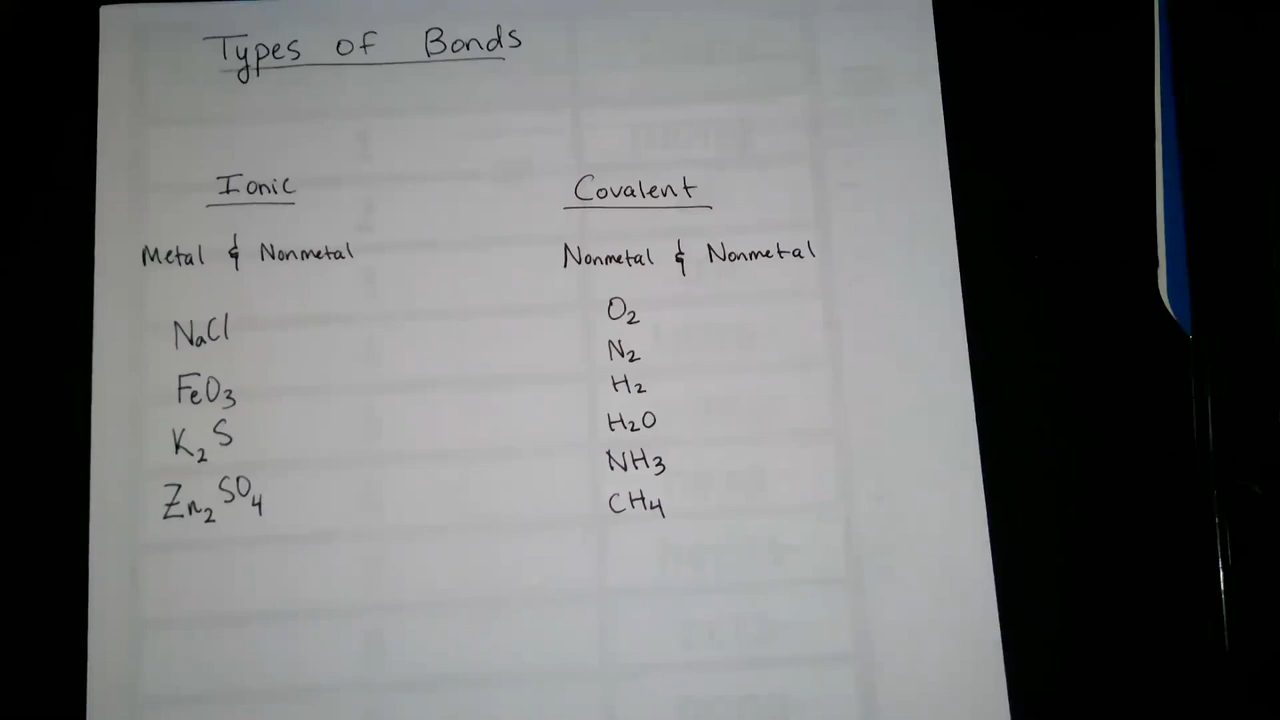 Types of Bonds
Ionic
Metal & Nonmetal
NaCl
FeO₃
K₂S
Zn₂SO₄
Covalent
Nonmetal & Nonmetal
O₂
N₂
H₂
H₂O
NH₃
CH₄